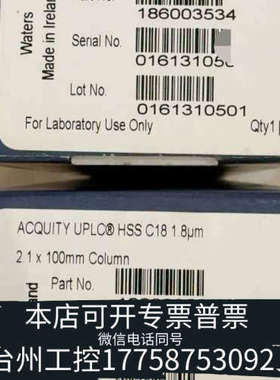 Waters
Made in Ireland
186003534
Serial No.
Lot No.
0161310501
For Laboratory Use Only
Qty1
ACQUITY UPLC® HSS C18 1.8µm
2.1 x 100mm Column
Part No.
本店可开专票普票
微信电话同号
台州工控17758753092